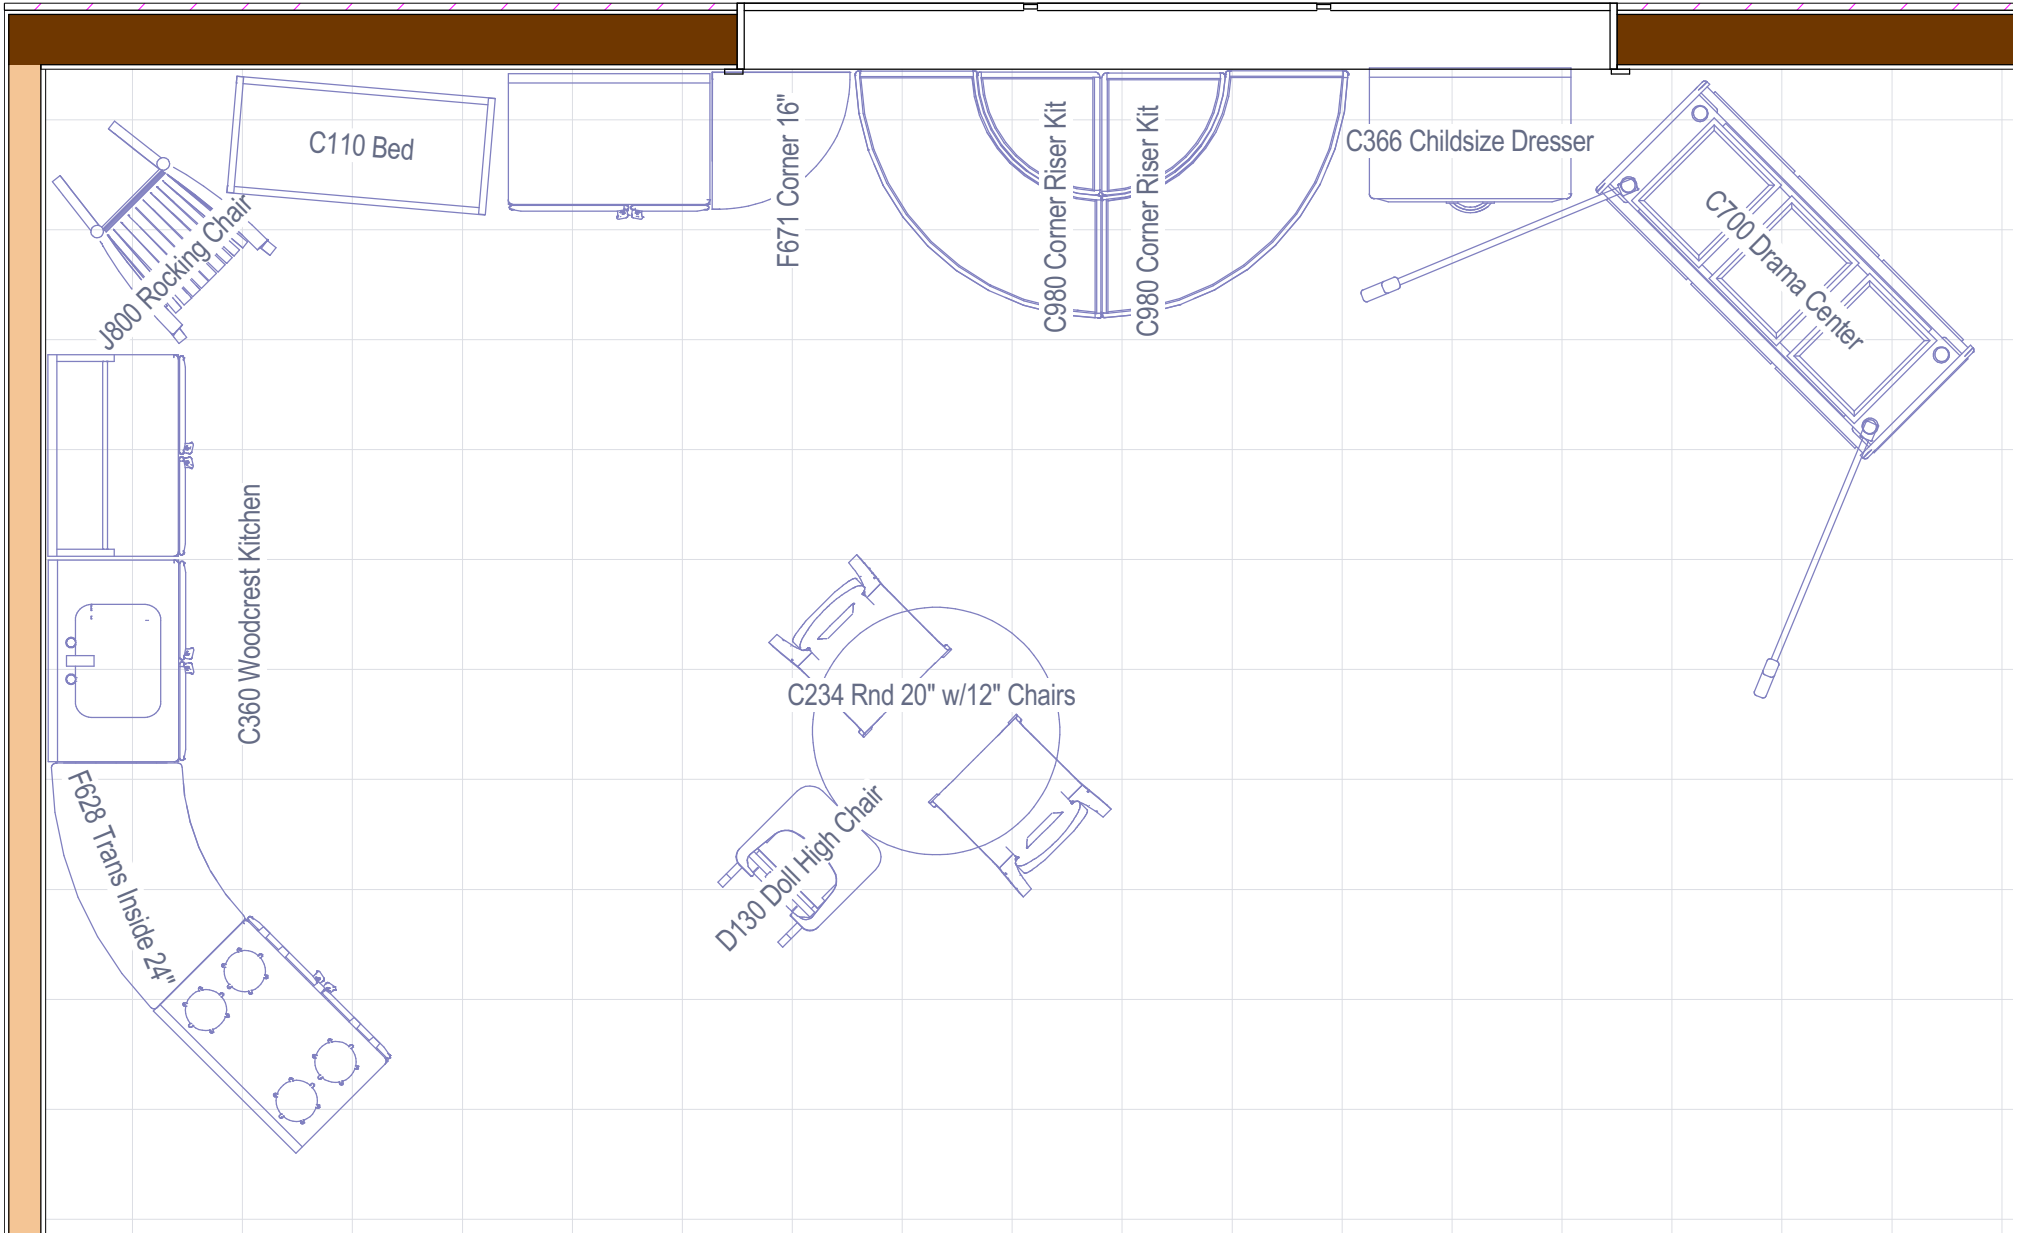 C110 Bed
J800 Rocking Chair
F671 Corner 16"
C980 Corner Riser Kit
C980 Corner Riser Kit
C366 Childsize Dresser
C700 Drama Center
C360 Woodcrest Kitchen
C234 Rnd 20" w/12" Chairs
F628 Trans Inside 24"
D130 Doll High Chair